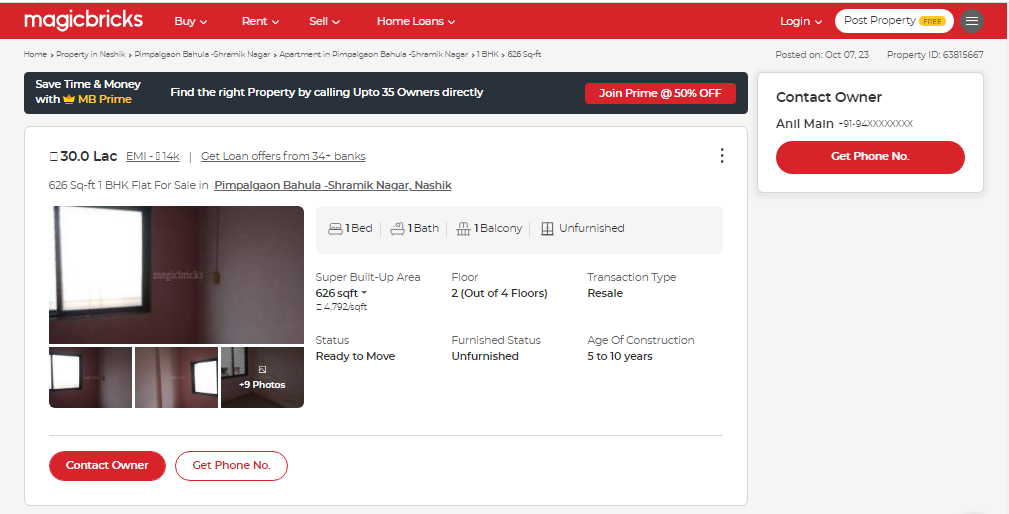 magicbricks
Buy
Rent
Sell
Home Loans
Login
Post Property FREE
Home > Property in Nashik > Pimpalgaon Bahula -Shramik Nagar > Apartment in Pimpalgaon Bahula -Shramik Nagar > 1 BHK > 626 Sq-ft
Posted on: Oct 07, 23 Property ID: 63815667
Save Time & Money
with MB Prime
Find the right Property by calling Upto 35 Owners directly
Join Prime @ 50% OFF
Contact Owner
Anil Main +91-94XXXXXXXX
Get Phone No.
30.0 Lac EMI - 14k | Get Loan offers from 34+ banks
626 Sq-ft 1 BHK Flat For Sale in Pimpalgaon Bahula -Shramik Nagar, Nashik
magicbricks
+9 Photos
1 Bed
1 Bath
1 Balcony
Unfurnished
Super Built-Up Area
626 sqft
4,792/sqft
Floor
2 (Out of 4 Floors)
Transaction Type
Resale
Status
Ready to Move
Furnished Status
Unfurnished
Age Of Construction
5 to 10 years
Contact Owner
Get Phone No.